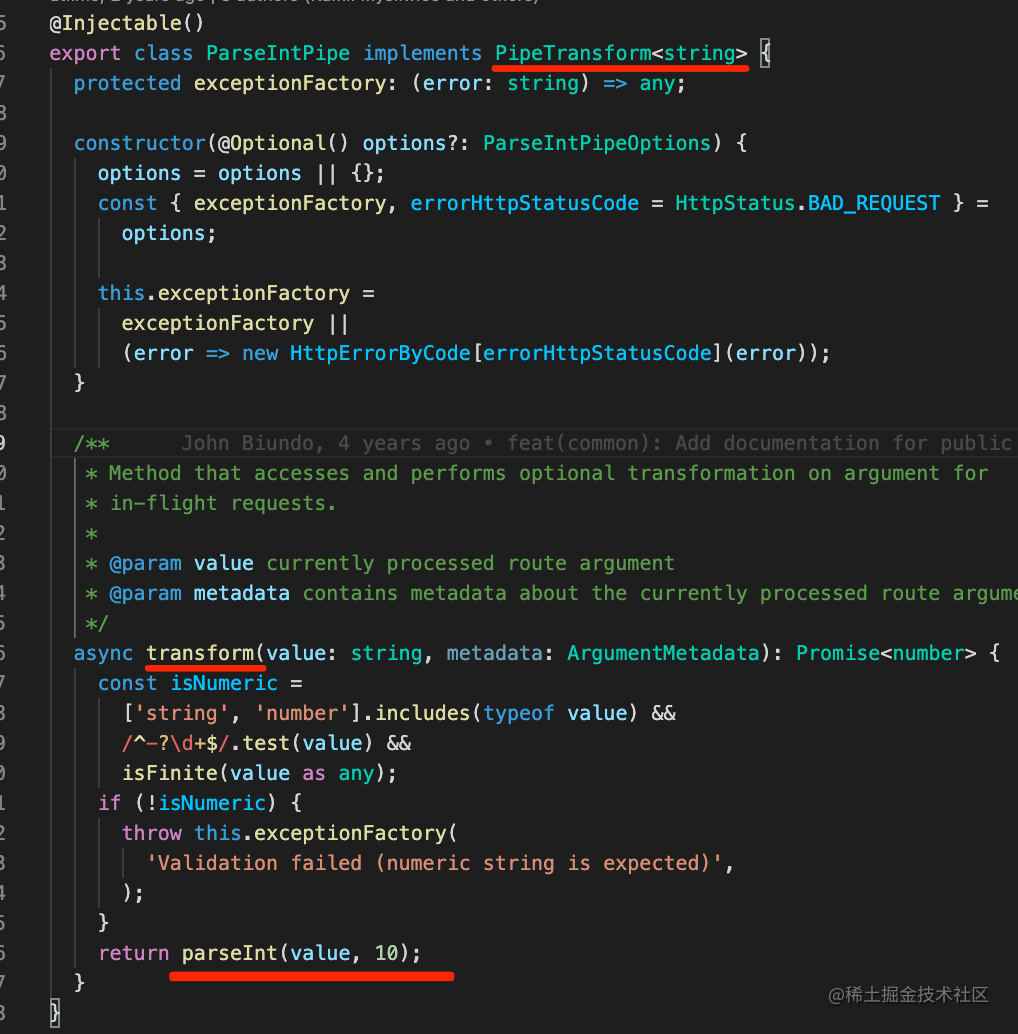 @Injectable()
export class ParseIntPipe implements PipeTransform<string> {
  protected exceptionFactory: (error: string) => any;

  constructor(@Optional() options?: ParseIntPipeOptions) {
    options = options || {};
    const { exceptionFactory, errorHttpStatusCode = HttpStatus.BAD_REQUEST } =
      options;

    this.exceptionFactory =
      exceptionFactory ||
      (error => new HttpErrorByCode[errorHttpStatusCode](error));
  }

  /**      John Biundo, 4 years ago • feat(common): Add documentation for public
   * Method that accesses and performs optional transformation on argument for
   * in-flight requests.
   *
   * @param value currently processed route argument
   * @param metadata contains metadata about the currently processed route argume
   */
  async transform(value: string, metadata: ArgumentMetadata): Promise<number> {
    const isNumeric =
      ['string', 'number'].includes(typeof value) &&
      /^-?\d+$/.test(value) &&
      isFinite(value as any);
    if (!isNumeric) {
      throw this.exceptionFactory(
        'Validation failed (numeric string is expected)',
      );
    }
    return parseInt(value, 10);
  }
}
@稀土掘金技术社区